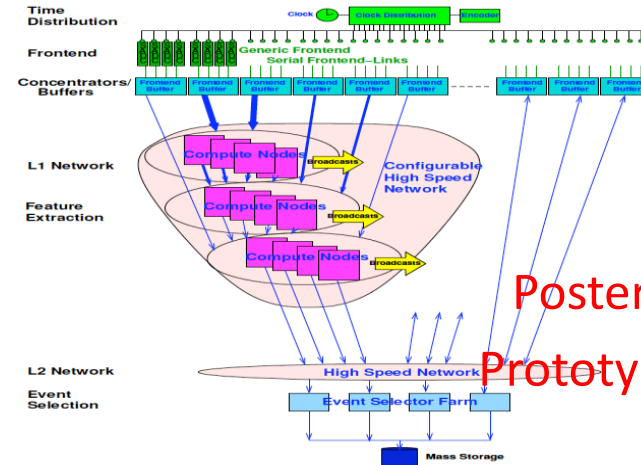 Time
Distribution
Clock
Clock Distribution
Encoder
Frontend
Generic Frontend
Serial Frontend-Links
Concentrators/
Buffers
Frontend
Buffer
Frontend
Buffer
Frontend
Buffer
Frontend
Buffer
Frontend
Buffer
Frontend
Buffer
Frontend
Buffer
Frontend
Buffer
Frontend
Buffer
L1 Network
Compute Nodes
Broadcasts
Configurable
High Speed
Network
Feature
Extraction
Compute Nodes
Broadcasts
Compute Nodes
Broadcasts
Poster
Prototy
L2 Network
High Speed Network
Event
Selection
Event Selector Farm
Mass Storage